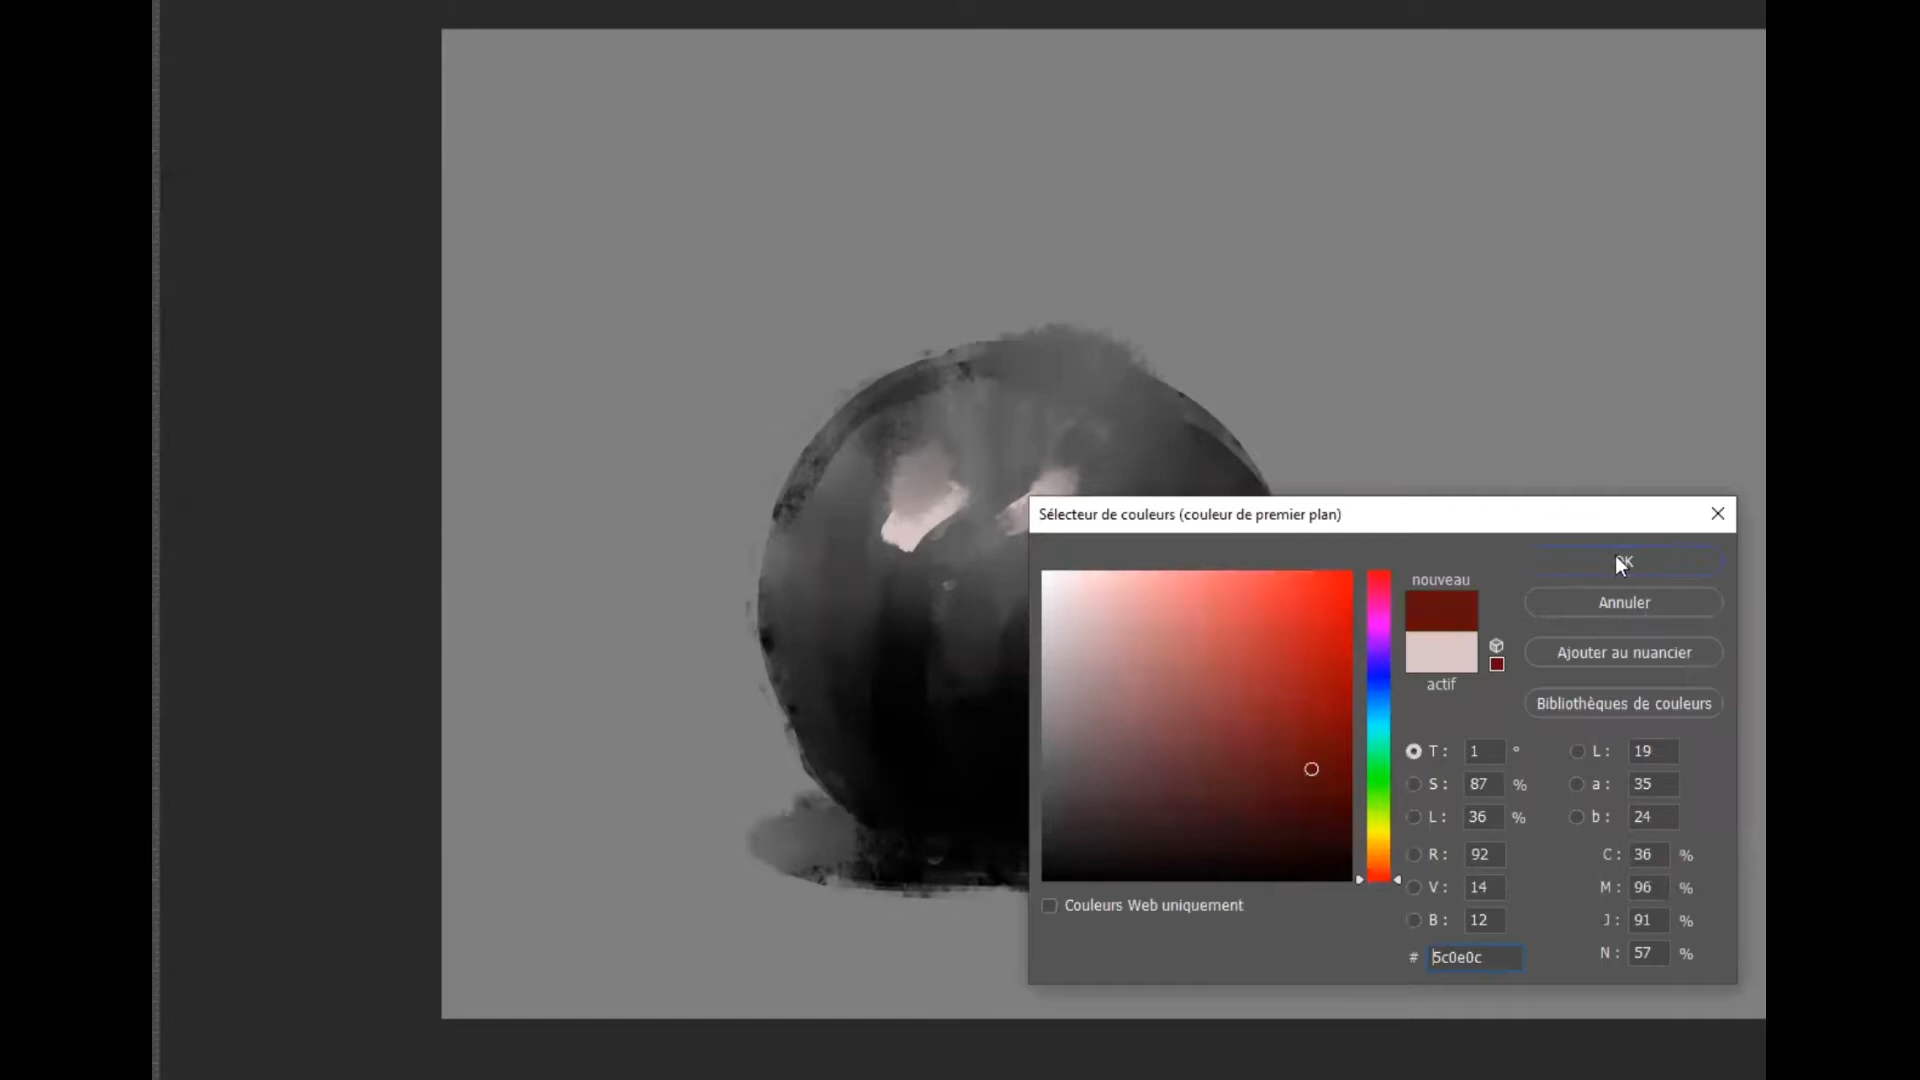 Sélecteur de couleurs (couleur de premier plan)
OK
nouveau
Annuler
Ajouter au nuancier
actif
Bibliothèques de couleurs
T : 1 ° L : 19
S : 87 % a : 35
L : 36 % b : 24
R : 92 C : 36 %
V : 14 M : 96 %
B : 12 J : 91 %
Couleurs Web uniquement
# 5c0e0c N : 57 %